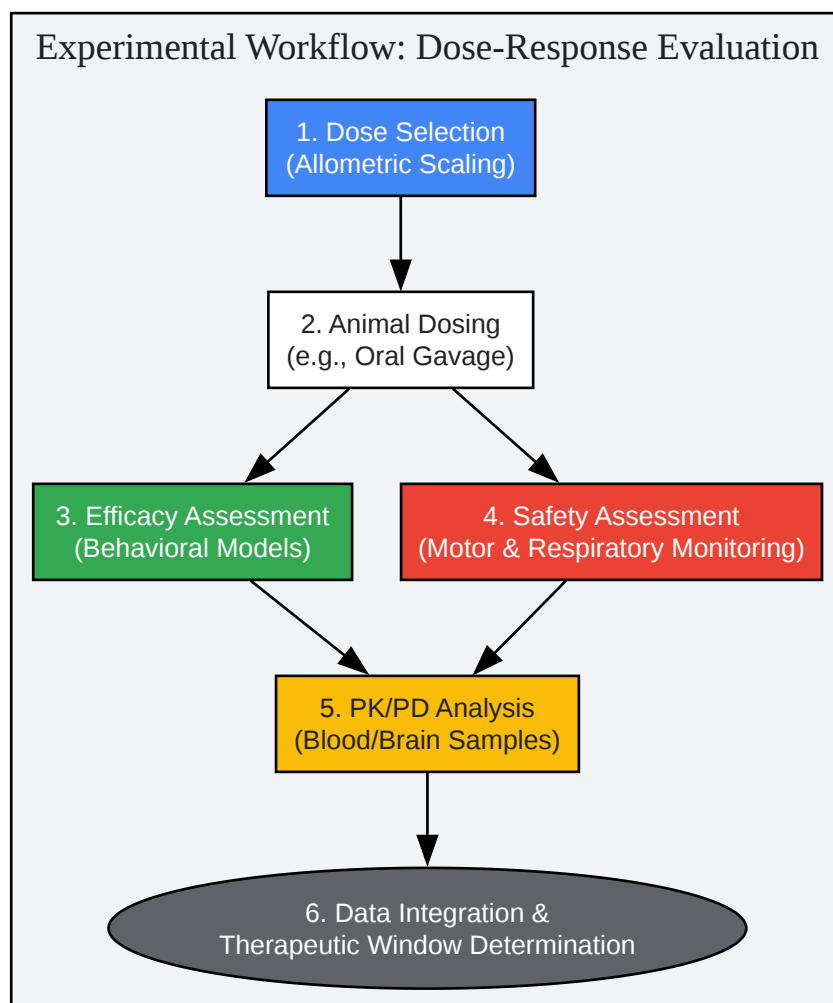 Experimental Workflow: Dose-Response Evaluation
1. Dose Selection
(Allometric Scaling)
2. Animal Dosing
(e.g., Oral Gavage)
3. Efficacy Assessment
(Behavioral Models)
4. Safety Assessment
(Motor & Respiratory Monitoring)
5. PK/PD Analysis
(Blood/Brain Samples)
6. Data Integration &
Therapeutic Window Determination